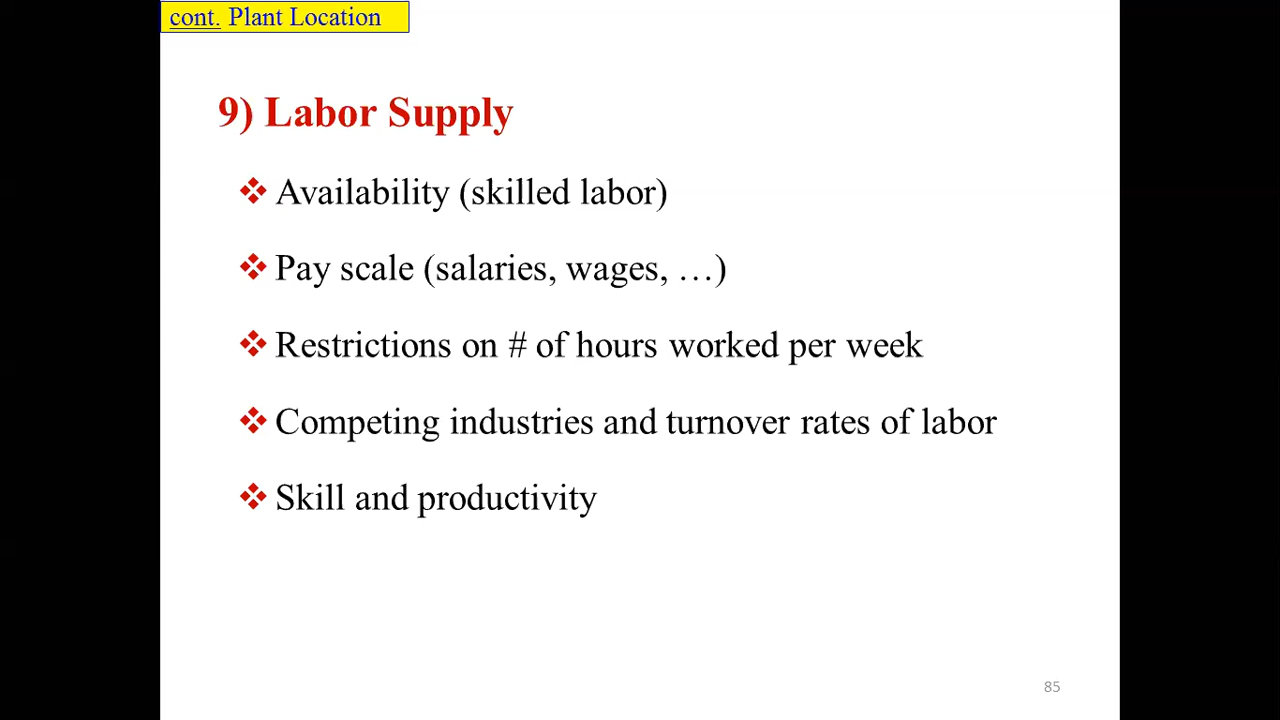 cont. Plant Location
9) Labor Supply
❖ Availability (skilled labor)
❖ Pay scale (salaries, wages, …)
❖ Restrictions on # of hours worked per week
❖ Competing industries and turnover rates of labor
❖ Skill and productivity
85